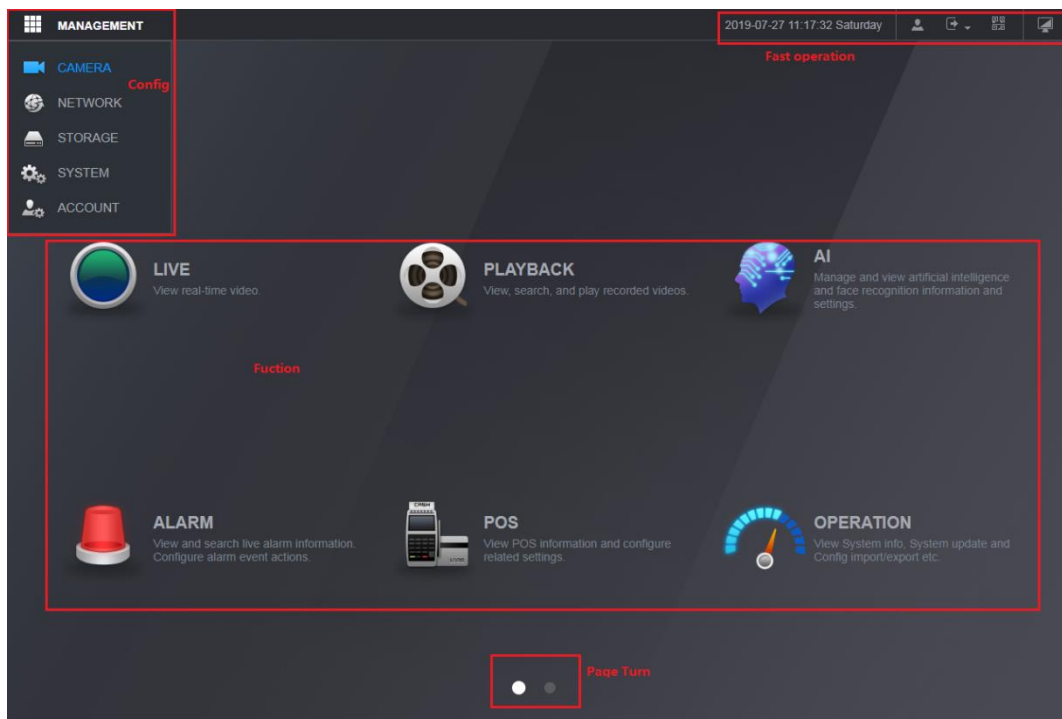 MANAGEMENT
2019-07-27 11:17:32 Saturday
Fast operation
CAMERA
Config
NETWORK
STORAGE
SYSTEM
ACCOUNT
LIVE
View real-time video.
PLAYBACK
View, search, and play recorded videos.
AI
Manage and view artificial intelligence
and face recognition information and
settings.
Fuction
ALARM
View and search live alarm information.
Configure alarm event actions.
POS
View POS information and configure
related settings.
OPERATION
View System info, System update and
Config import/export etc.
Page Turn